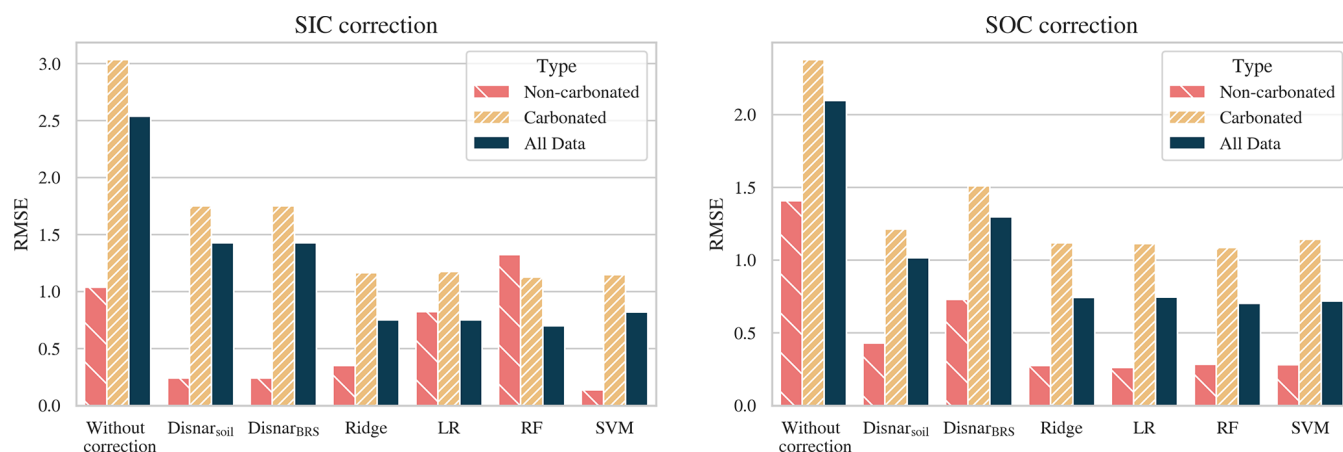 SIC correction
RMSE
3.0
2.5
2.0
1.5
1.0
0.5
0.0
Type
Non-carbonated
Carbonated
All Data
Without correction
Disnarsoil
DisnarBRS
Ridge
LR
RF
SVM
SOC correction
RMSE
2.0
1.5
1.0
0.5
0.0
Type
Non-carbonated
Carbonated
All Data
Without correction
Disnarsoil
DisnarBRS
Ridge
LR
RF
SVM